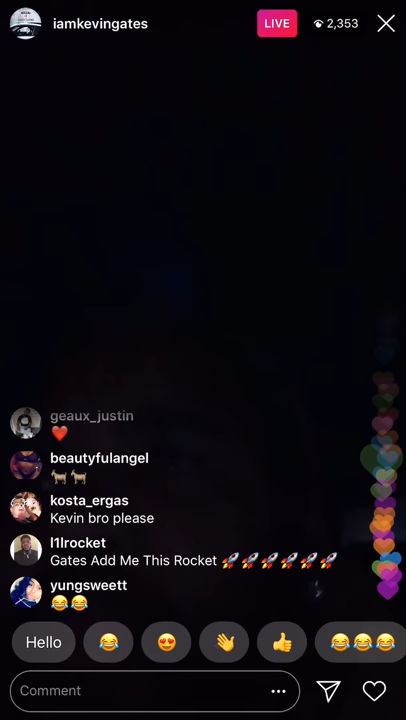 iamkevingates
LIVE
2,353
geaux_justin
❤️
beautyfulangel
🐐🐐
kosta_ergas
Kevin bro please
l1lrocket
Gates Add Me This Rocket 🚀🚀🚀🚀🚀🚀
yungsweett
😂😂
Hello 😂 😍 👋 👍 😂😂😂
Comment ...